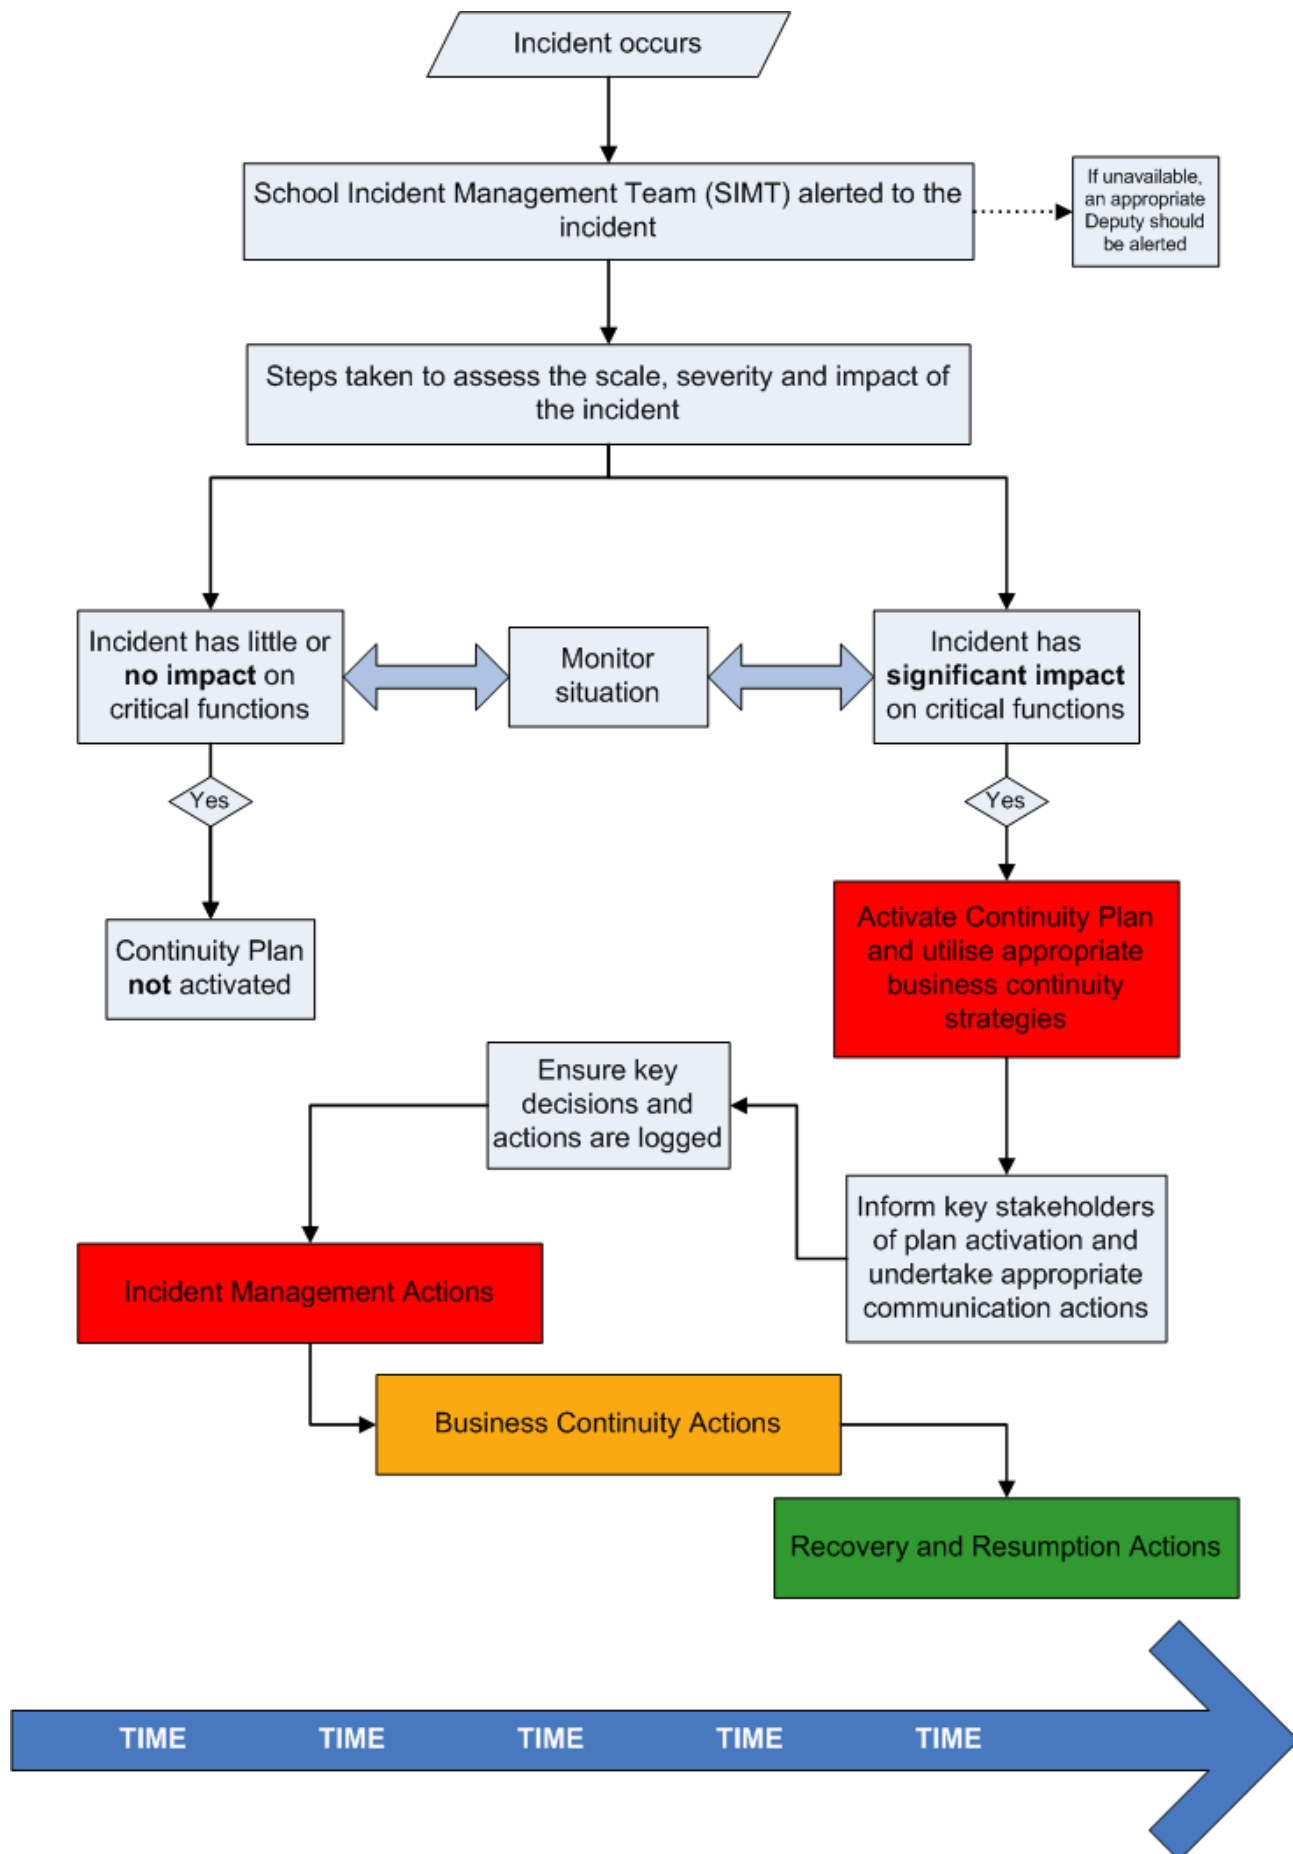 Incident occurs
School Incident Management Team (SIMT) alerted to the
incident
If unavailable,
an appropriate
Deputy should
be alerted
Steps taken to assess the scale, severity and impact of
the incident
Incident has little or
no impact on
critical functions
Monitor
situation
Incident has
significant impact
on critical functions
Yes
Yes
Continuity Plan
not activated
Activate Continuity Plan
and utilise appropriate
business continuity
strategies
Ensure key
decisions and
actions are logged
Inform key stakeholders
of plan activation and
undertake appropriate
communication actions
Incident Management Actions
Business Continuity Actions
Recovery and Resumption Actions
TIME TIME TIME TIME TIME